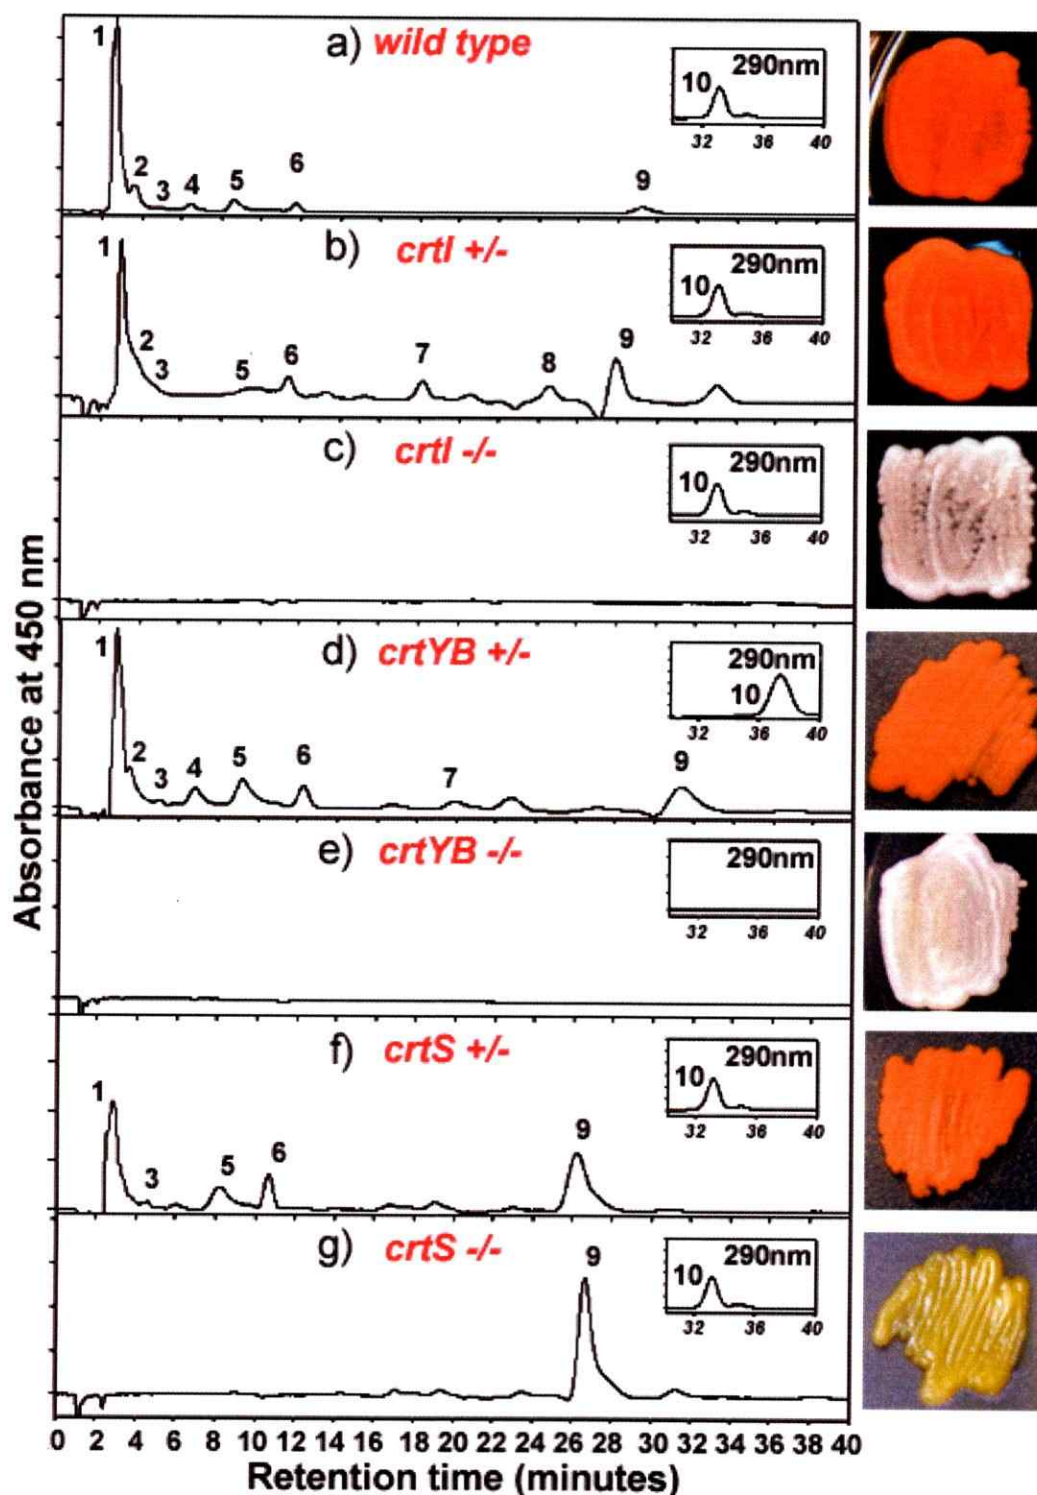 Absorbance at 450 nm
a) wild type
1
2
3
4
5
6
9
290nm
10
32 36 40
b) crtI +/-
1
2
3
5
6
7
8
9
290nm
10
32 36 40
c) crtI -/-
290nm
10
32 36 40
d) crtYB +/-
1
2
3
4
5
6
7
9
290nm
10
32 36 40
e) crtYB -/-
290nm
32 36 40
f) crtS +/-
1
3
5
6
9
290nm
10
32 36 40
g) crtS -/-
9
290nm
10
32 36 40
0 2 4 6 8 10 12 14 16 18 20 22 24 26 28 30 32 34 36 38 40
Retention time (minutes)